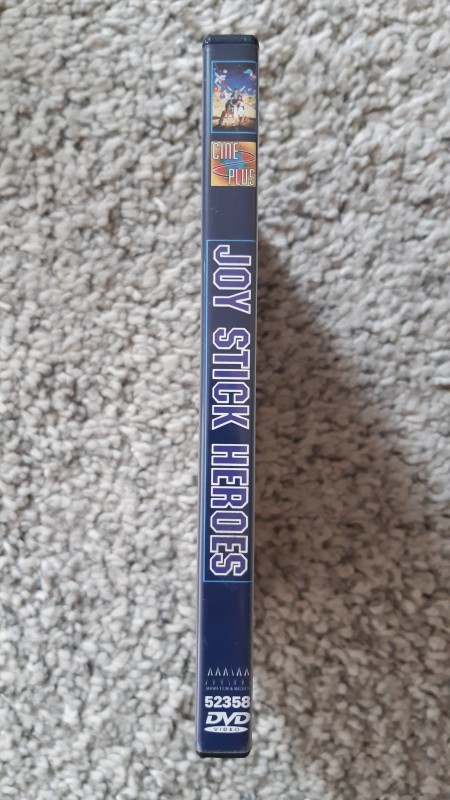 CINE
PLUS
JOY STICK HEROES
52358
DVD
VIDEO